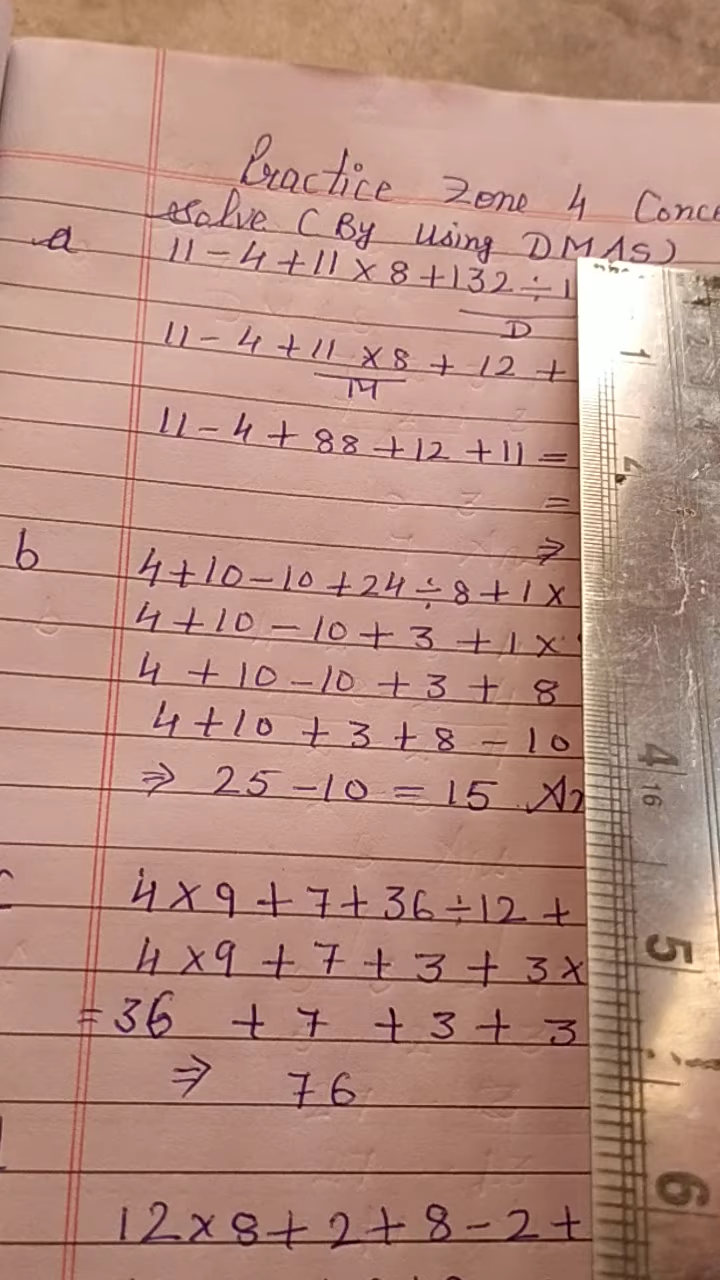 Practice Zone 4 Conce
solve (By using DMAS)
a 11-4+11×8+132÷1
D
11-4+11×8+12+
M
11-4+88+12+11=
=
⇒
b 4+10-10+24÷8+1×
4+10-10+3+1×
4+10-10+3+8
4+10+3+8-10
⇒ 25-10=15
c 4×9+7+36÷12+
4×9+7+3+3×
=36+7+3+3
⇒ 76
12×8+2+8-2+
1
2
4
16
5
6